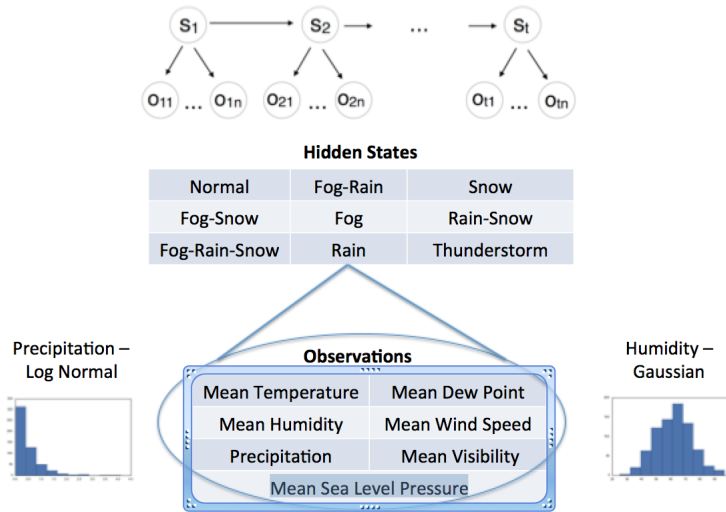 S1 S2 ... St
O11 ... O1n O21 ... O2n Ot1 ... Otn
Hidden States
Normal Fog-Rain Snow
Fog-Snow Fog Rain-Snow
Fog-Rain-Snow Rain Thunderstorm
Precipitation –
Log Normal
Observations
Humidity –
Gaussian
Mean Temperature Mean Dew Point
Mean Humidity Mean Wind Speed
Precipitation Mean Visibility
Mean Sea Level Pressure